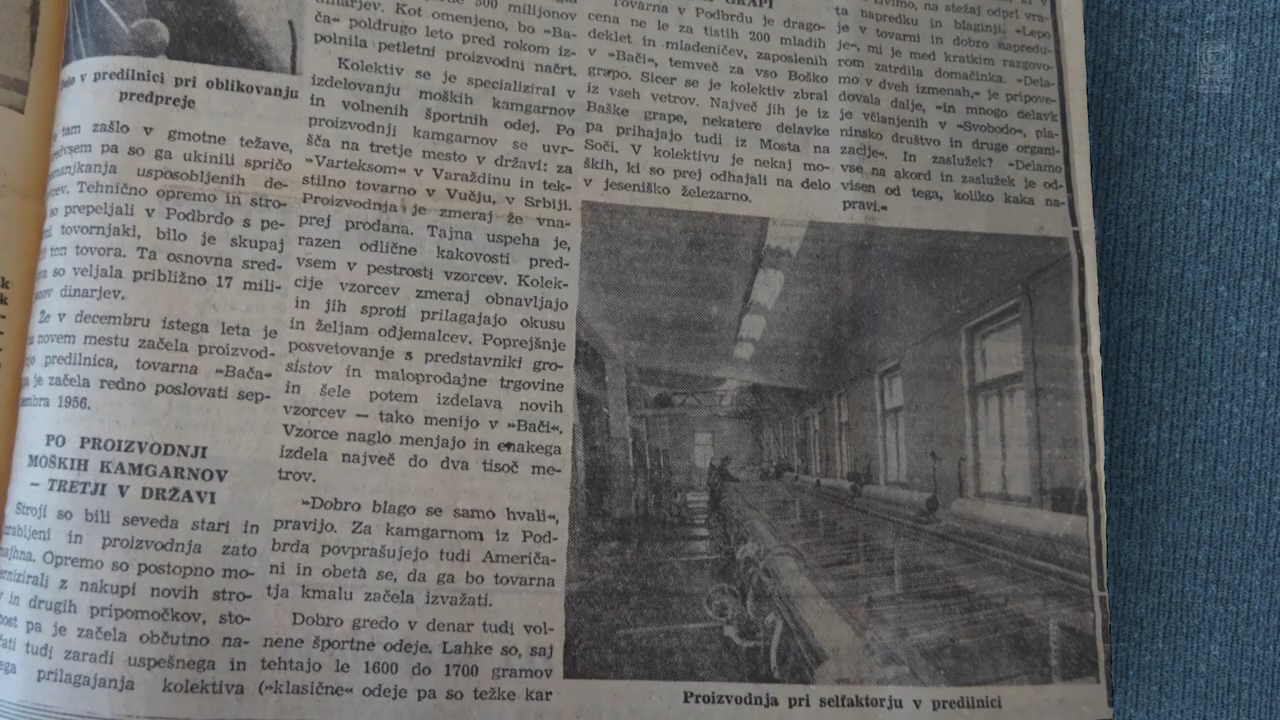 v predilnici pri oblikovanju
predpreje
tam zašlo v gmotne težave,
pa so ga ukinili spričo
usposobljenih de-
Tehnično opremo in stro-
so prepeljali v Podbrdo s pe-
tovornjaki, bilo je skupaj
ton tovora. Ta osnovna sred-
so veljala približno 17 mili-
dinarjev.
Že v decembru istega leta je
novem mestu začela proizvod-
predilnica, tovarna »Bača«
je začela redno poslovati sep-
1956.
PO PROIZVODNJI
MOŠKIH KAMGARNOV
– TRETJI V DRŽAVI
Stroji so bili seveda stari in
in proizvodnja zato
Opremo so postopno mo-
z nakupi novih stro-
in drugih pripomočkov, sto-
pa je začela občutno na-
tudi zaradi uspešnega in
prilagajanja kolektiva
500 milijonov
dinarjev. Kot omenjeno, bo »Ba-
ča« poldrugo leto pred rokom iz-
polnila petletni proizvodni načrt.
Kolektiv se je specializiral v
izdelovanju moških kamgarnov
in volnenih športnih odej. Po
proizvodnji kamgarnov se uvr-
šča na tretje mesto v državi: za
»Varteksom« v Varaždinu in tek-
stilno tovarno v Vučju, v Srbiji.
Proizvodnja je zmeraj že vna-
prej prodana. Tajna uspeha je,
razen odlične kakovosti pred-
vsem v pestrosti vzorcev. Kolek-
cije vzorcev zmeraj obnavljajo
in jih sproti prilagajajo okusu
in željam odjemalcev. Poprejšnje
posvetovanje s predstavniki gro-
sistov in maloprodajne trgovine
in šele potem izdelava novih
vzorcev — tako menijo v »Bači«.
Vzorce naglo menjajo in enakega
izdela največ do dva tisoč me-
trov.
»Dobro blago se samo hvali«,
pravijo. Za kamgarnom iz Pod-
brda povprašujejo tudi Američa-
ni in obeta se, da ga bo tovarna
tja kmalu začela izvažati.
Dobro gredo v denar tudi vol-
nene športne odeje. Lahke so, saj
tehtajo le 1600 do 1700 gramov
(»klasične« odeje pa so težke kar
GRAPI
Tovarna v Podbrdu je drago-
cena ne le za tistih 200 mladih
deklet in mladeničev, zaposlenih
v »Bači«, temveč za vso Boško
grapo. Sicer se je kolektiv zbral
iz vseh vetrov. Največ jih je iz
Baške grape, nekatere delavke
pa prihajajo tudi iz Mosta na
Soči. V kolektivu je nekaj mo-
ških, ki so prej odhajali na delo
v jeseniško železarno.
živimo, na stežaj odprl vra-
ta napredku in blaginji. »Lepo
je v tovarni in dobro napredu-
je«, mi je med kratkim razgovo-
rom zatrdila domačinka. »Dela-
mo v dveh izmenah,« je pripove-
dovala dalje, »in mnogo delavk
je včlanjenih v »Svobodo«, pla-
ninsko društvo in druge organi-
zacije«. In zaslužek? »Delamo
vse na akord in zaslužek je od-
visen od tega, koliko kaka na-
pravi.«
Proizvodnja pri selfaktorju v predilnici